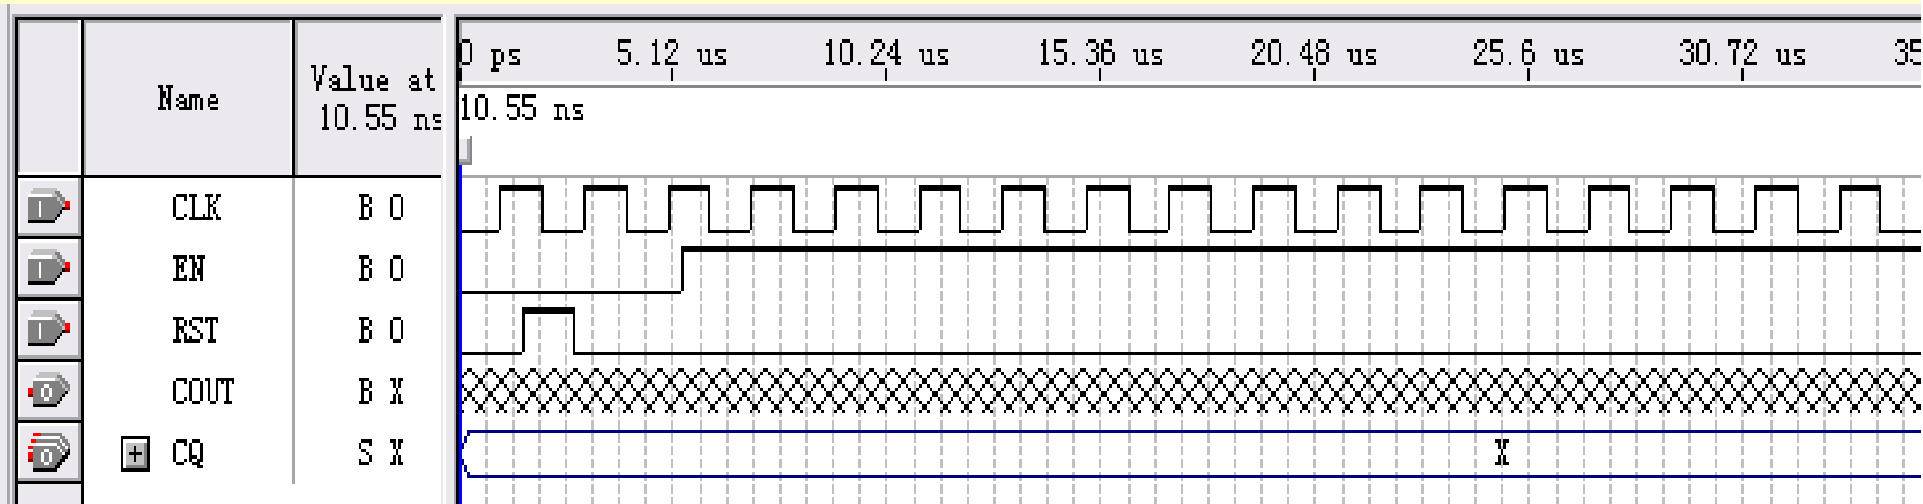 Name
Value at
10.55 ns
0 ps 5.12 us 10.24 us 15.36 us 20.48 us 25.6 us 30.72 us 35
10.55 ns
CLK B 0
EN B 0
RST B 0
COUT B X
CQ S X X